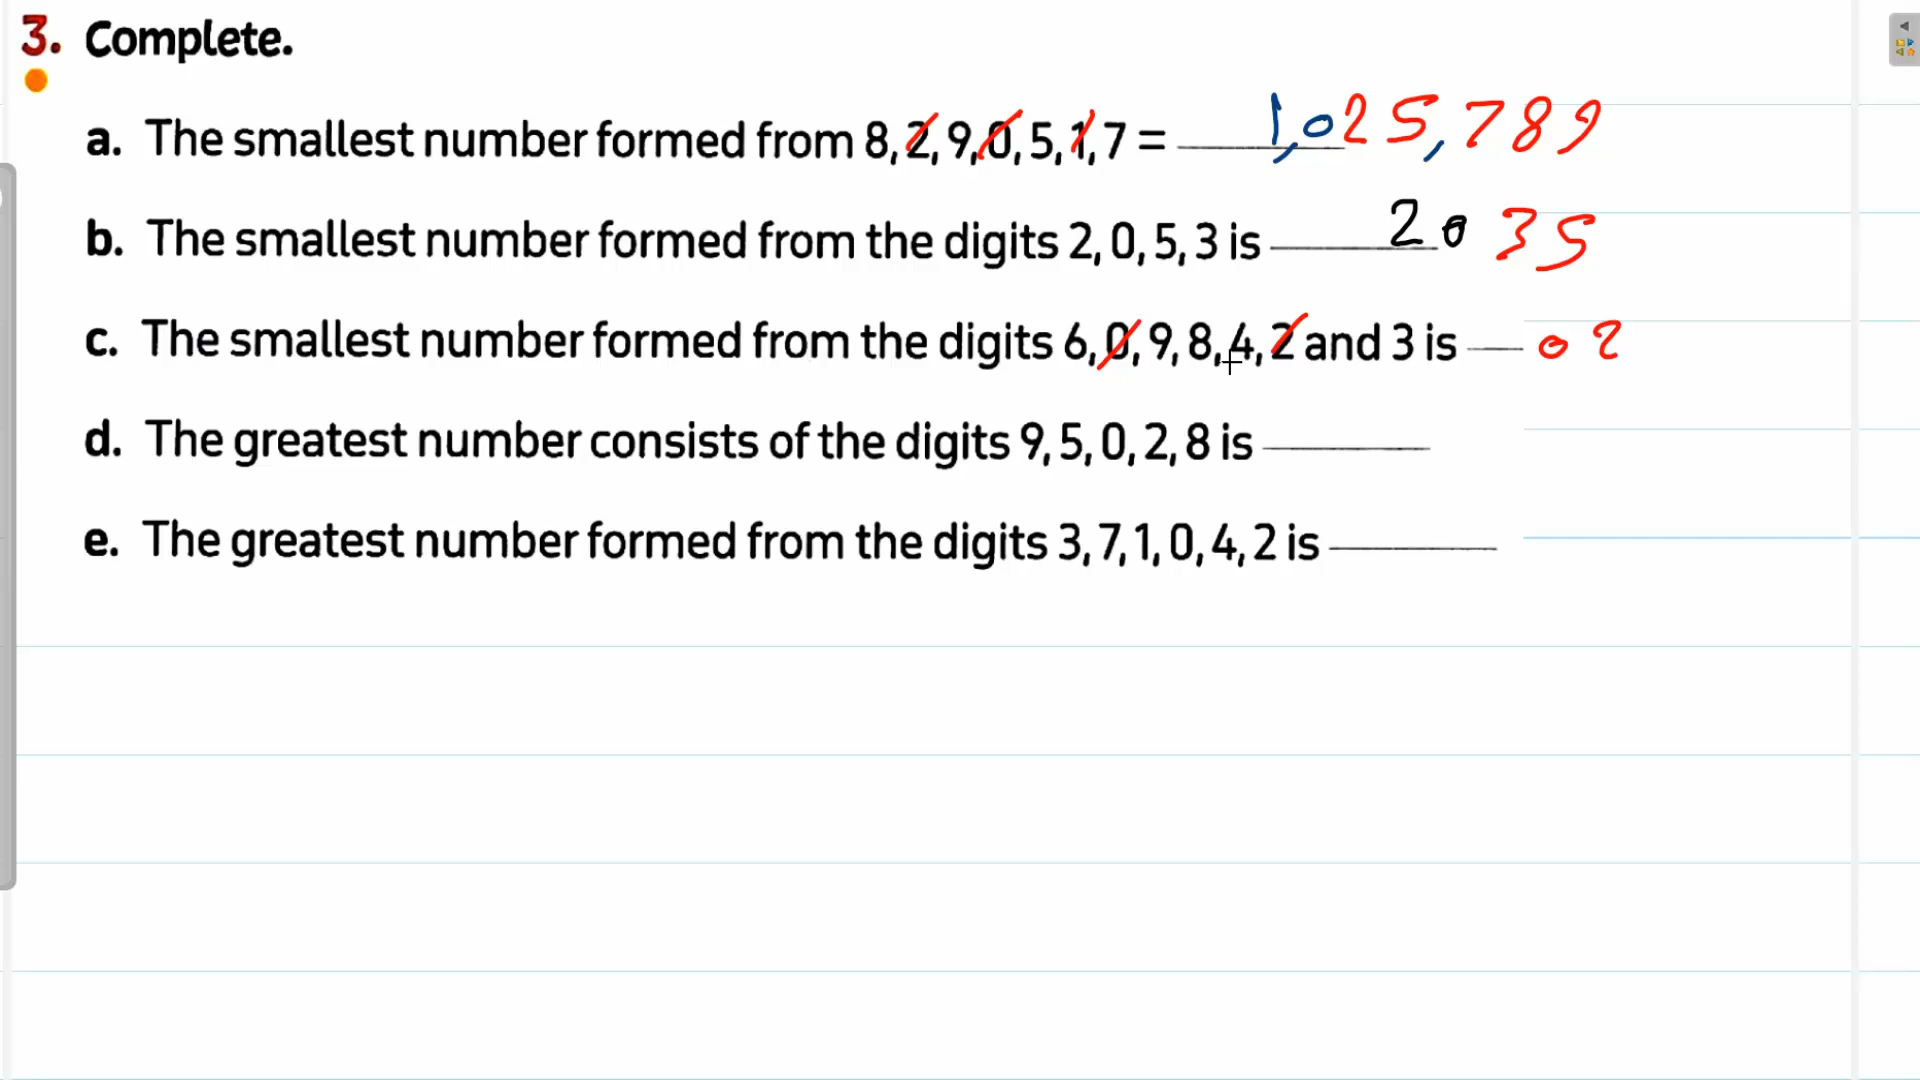 3. Complete.
a. The smallest number formed from 8, 2, 9, 0, 5, 1, 7 = 1,025,789
b. The smallest number formed from the digits 2, 0, 5, 3 is 2035
c. The smallest number formed from the digits 6, 0, 9, 8, 4, 2 and 3 is 02
d. The greatest number consists of the digits 9, 5, 0, 2, 8 is
e. The greatest number formed from the digits 3, 7, 1, 0, 4, 2 is